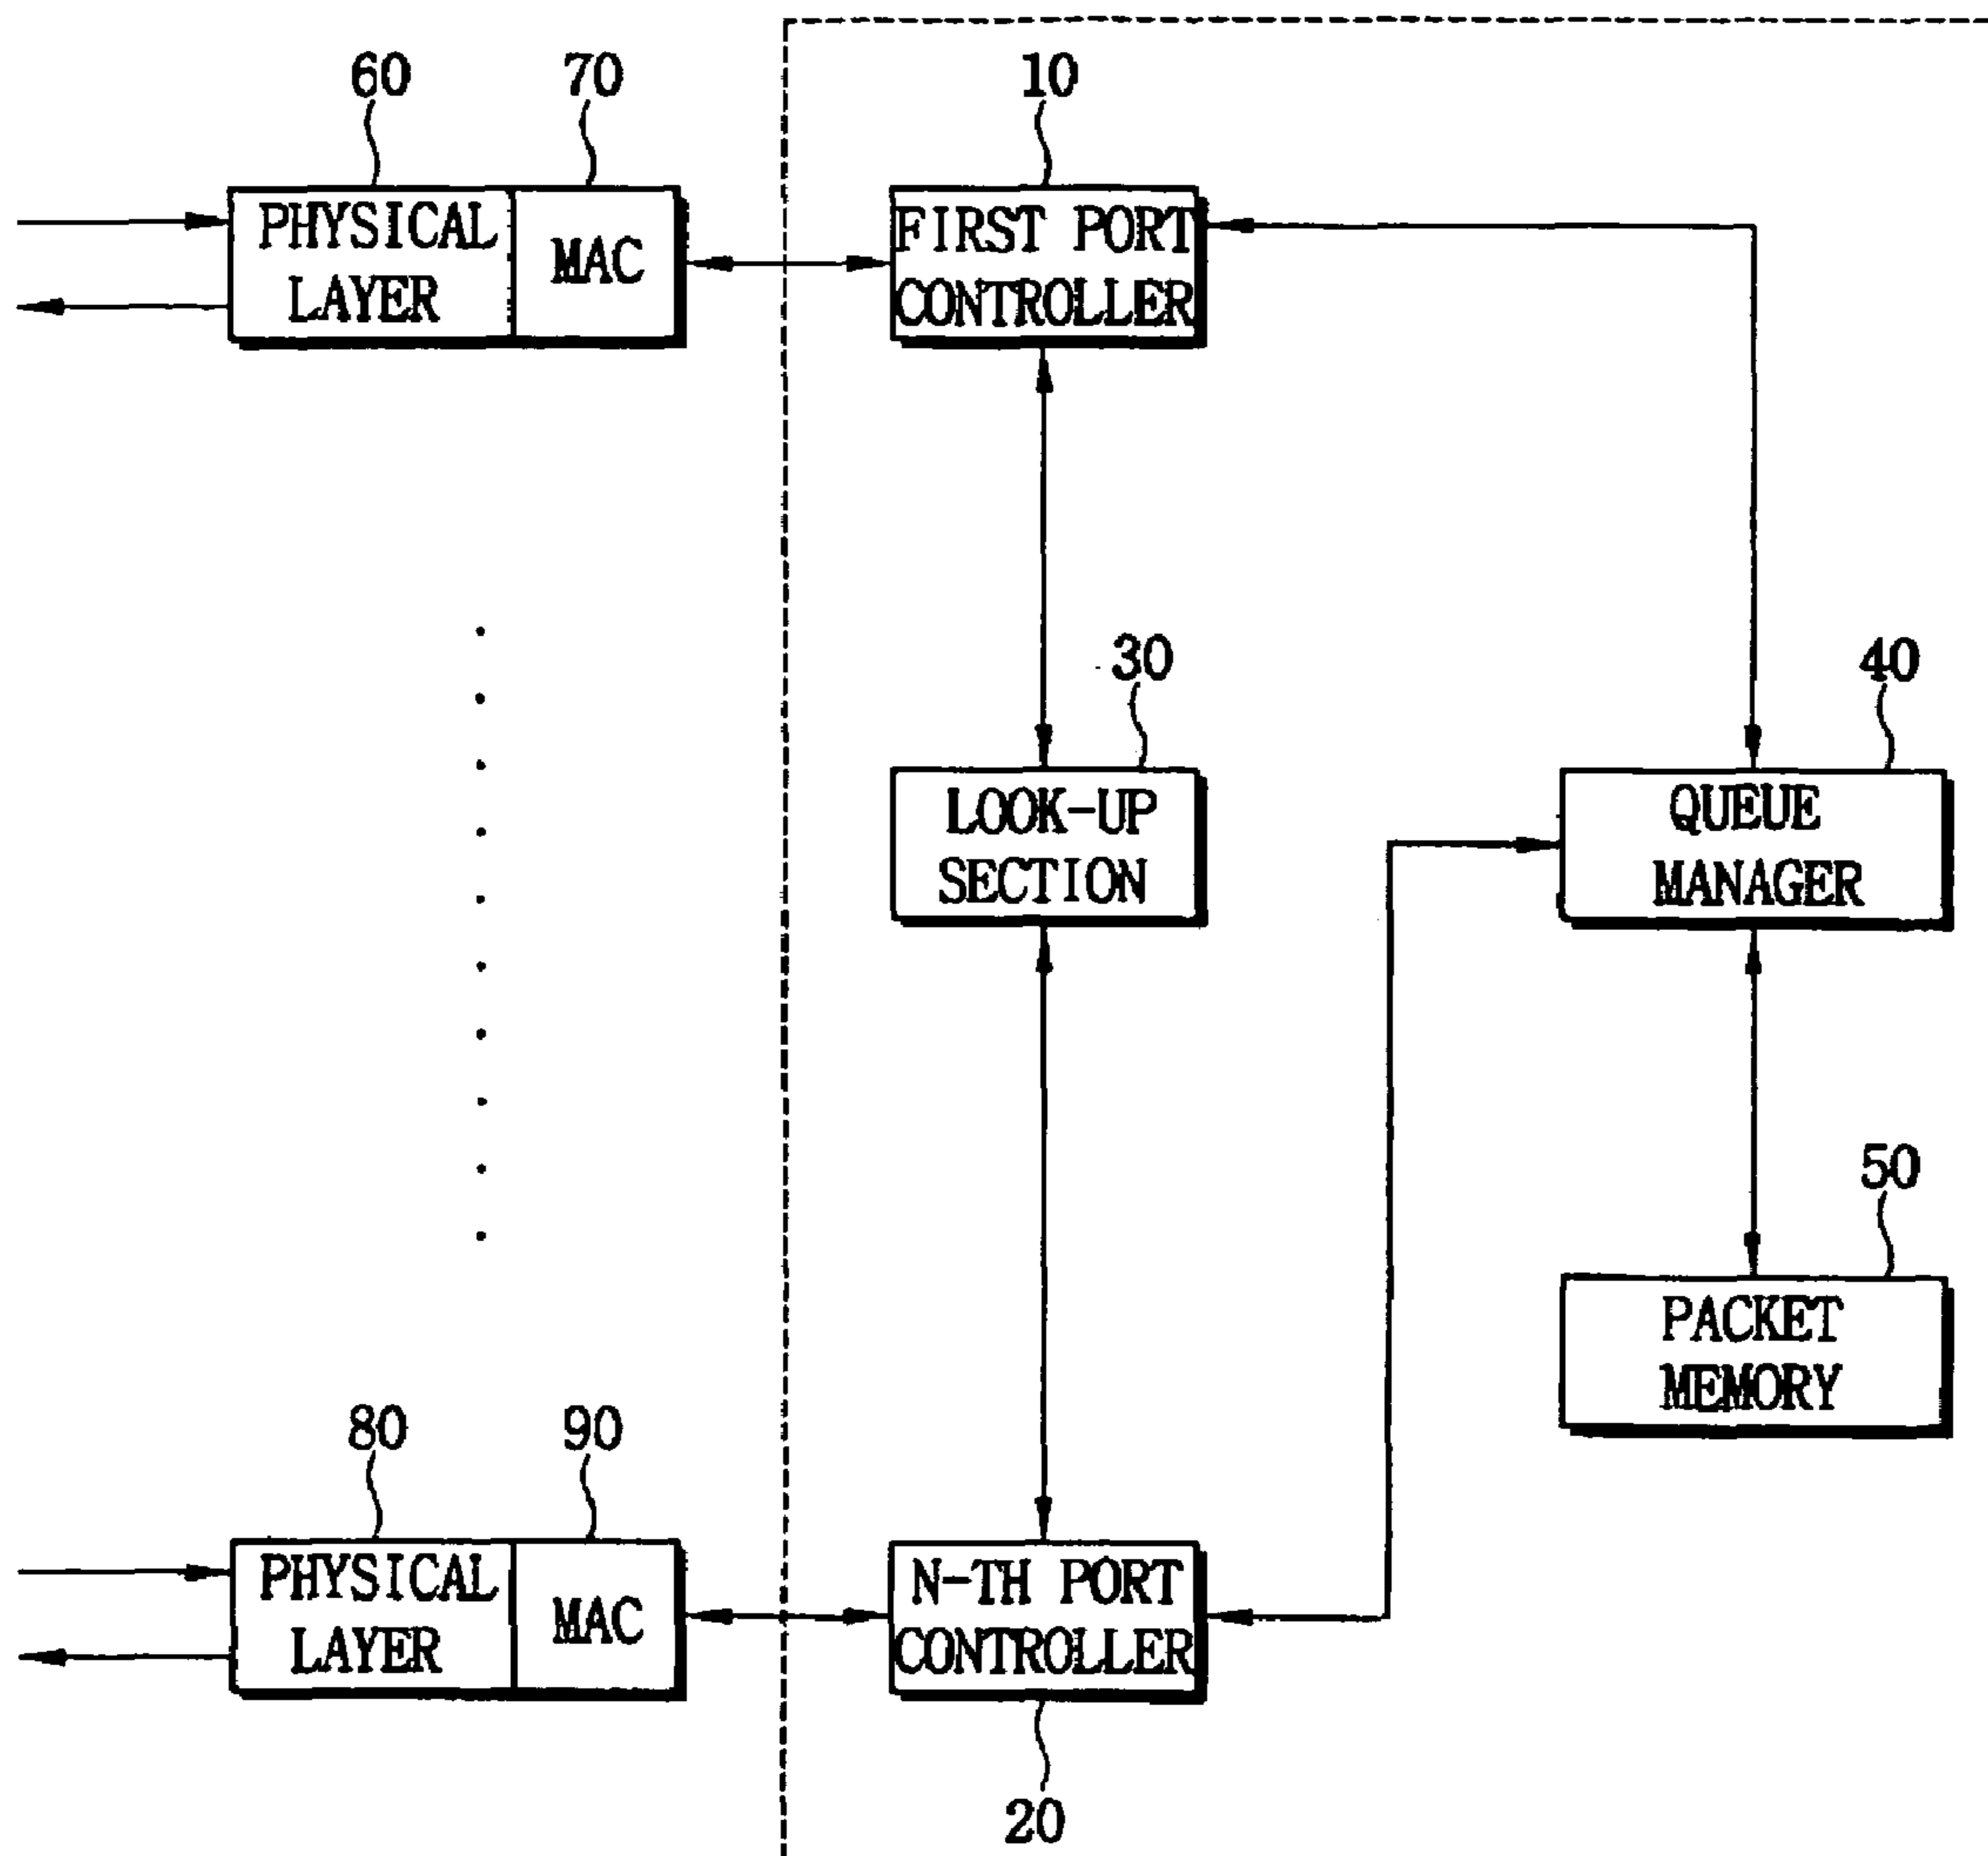 60
70
10
PHYSICAL
LAYER
MAC
FIRST PORT
CONTROLLER
30
40
LOOK-UP
SECTION
QUEUE
MANAGER
50
PACKET
MEMORY
80
90
PHYSICAL
LAYER
MAC
N-TH PORT
CONTROLLER
20